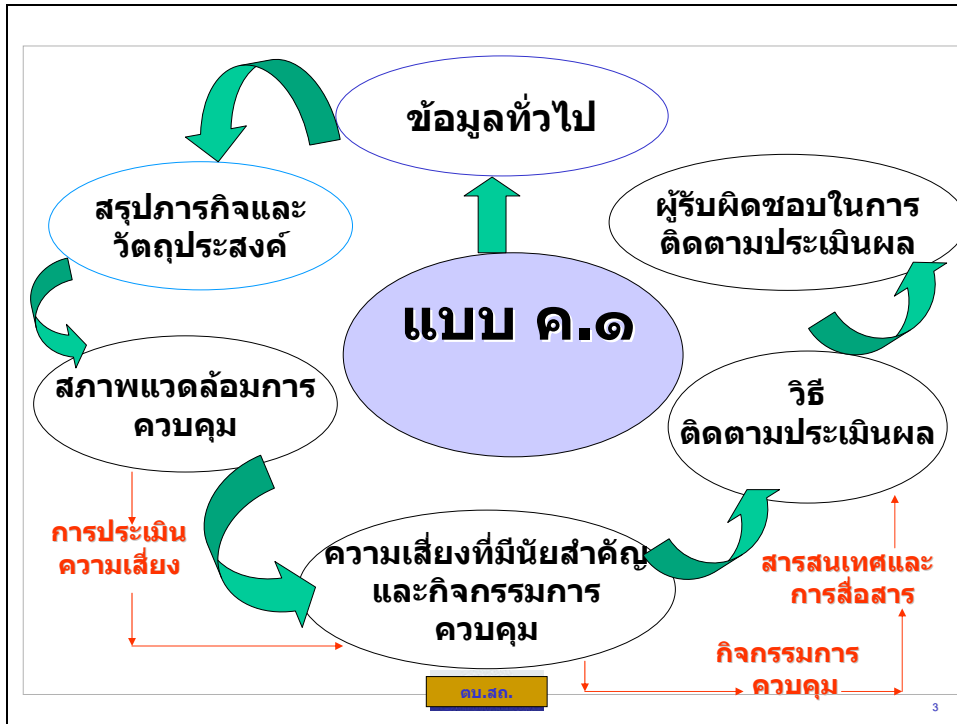 ข้อมูลทั่วไป
สรุปภารกิจและ
วัตถุประสงค์
ผู้รับผิดชอบในการ
ติดตามประเมินผล
แบบ ค.๑
สภาพแวดล้อมการ
ควบคุม
วิธี
ติดตามประเมินผล
การประเมิน
ความเสี่ยง
ความเสี่ยงที่มีนัยสำคัญ
และกิจกรรมการ
ควบคุม
สารสนเทศและ
การสื่อสาร
กิจกรรมการ
ควบคุม
ตบ.สถ.
3